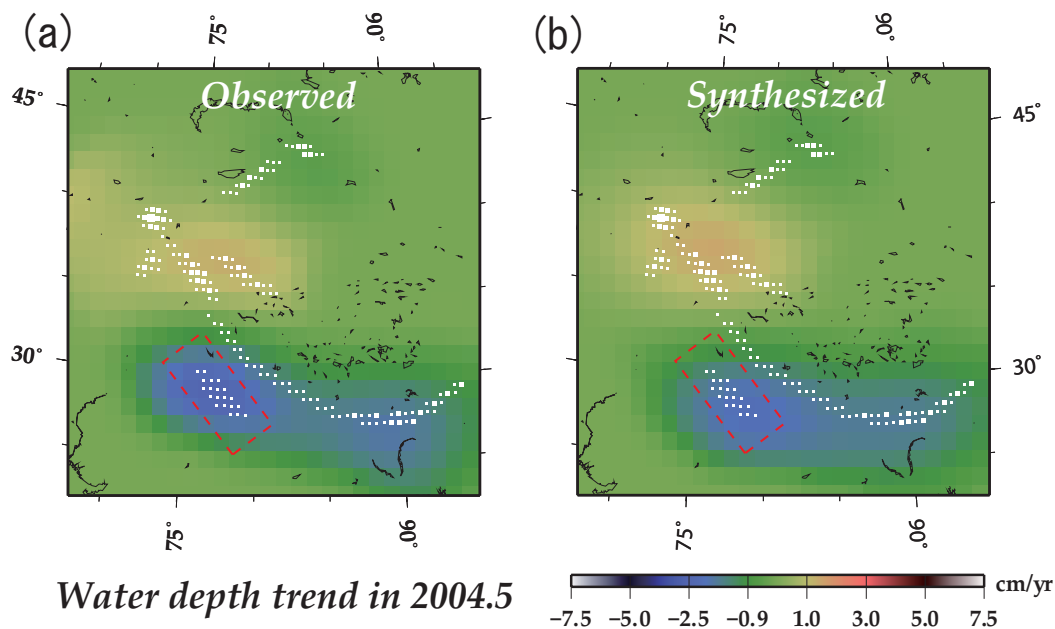 (a)
75°
90°
Observed
45°
30°
75°
90°
(b)
75°
90°
Synthesized
45°
30°
75°
90°
Water depth trend in 2004.5
cm/yr
−7.5 −5.0 −2.5 −0.9 1.0 3.0 5.0 7.5